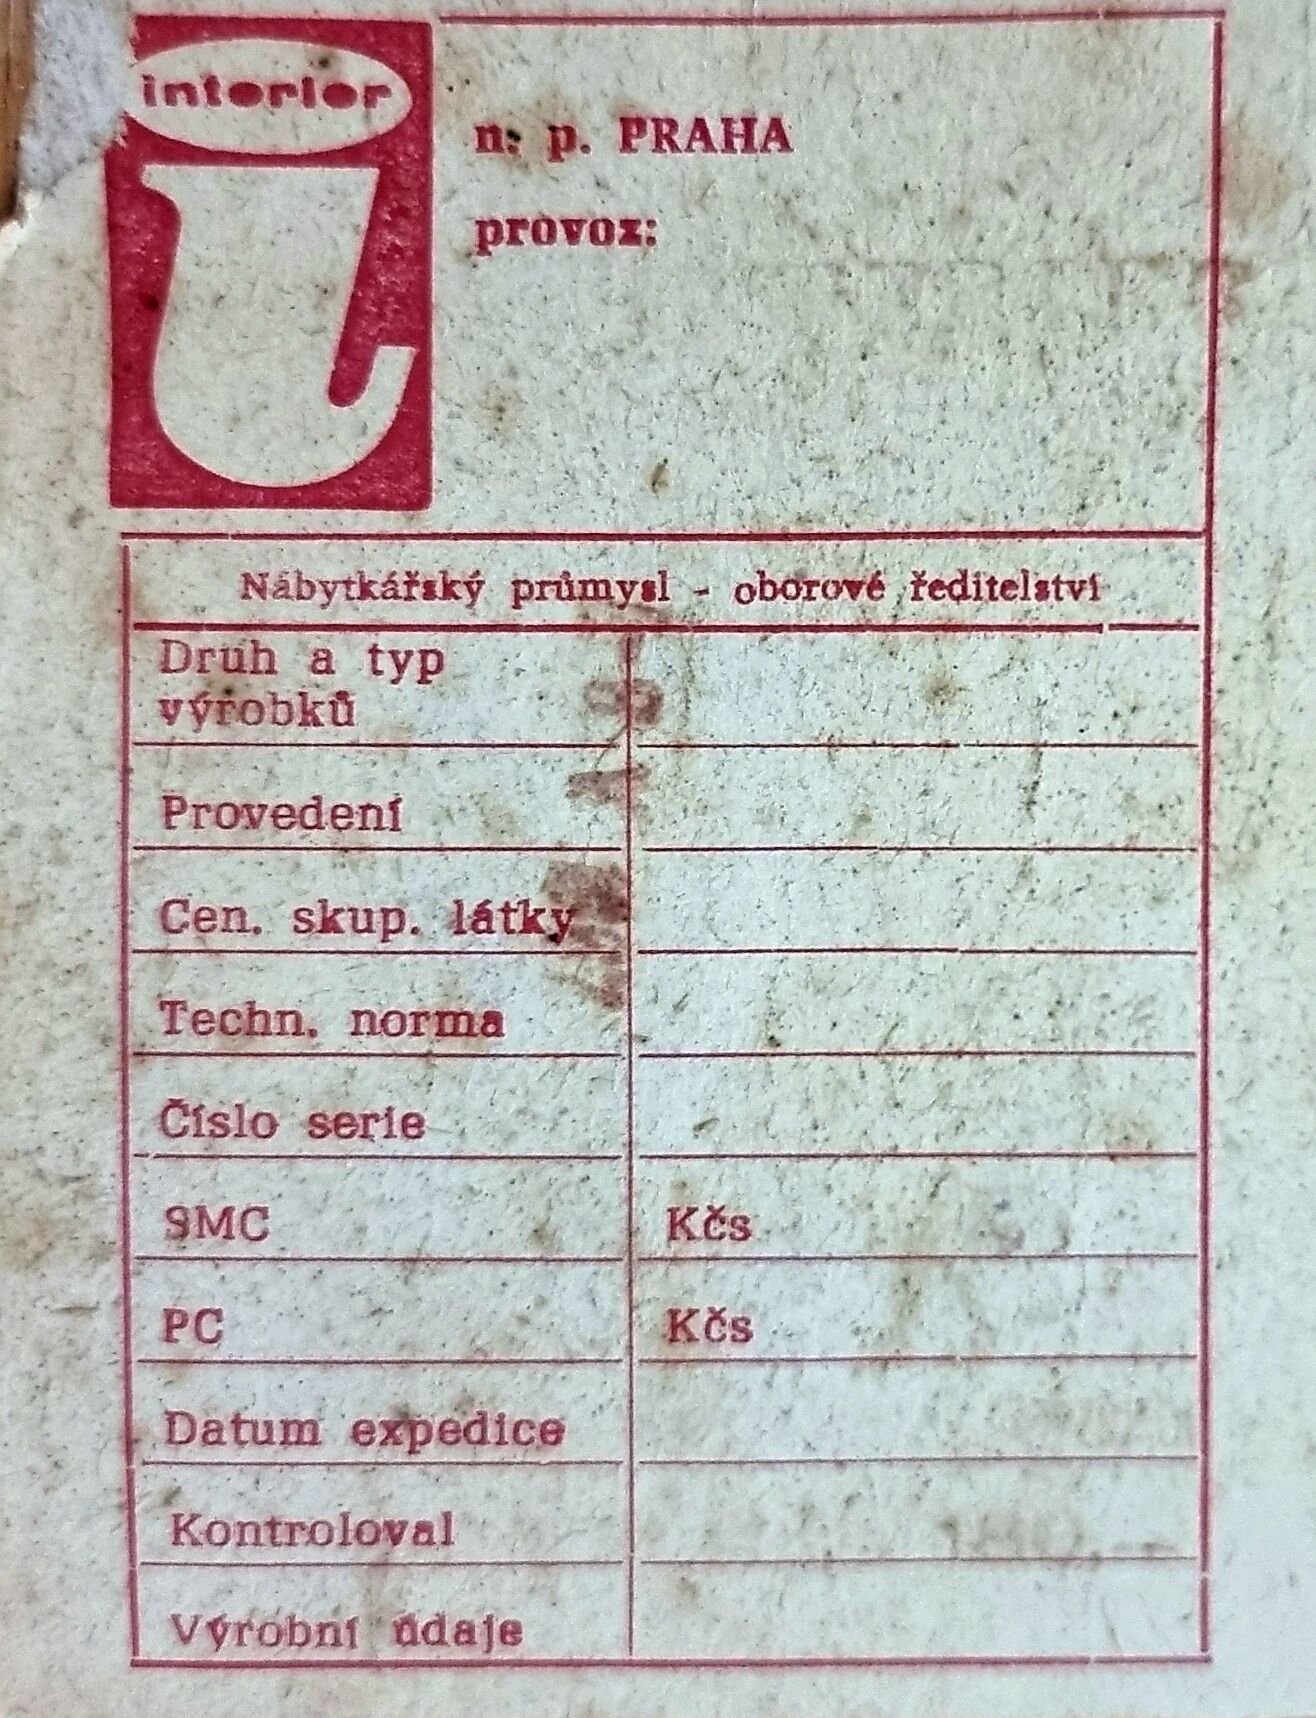 interior
n. p. PRAHA
provoz:
Nábytkářský průmysl - oborové ředitelství
Druh a typ
výrobků
Provedení
Cen. skup. látky
Techn. norma
Číslo serie
SMC Kčs
PC Kčs
Datum expedice
Kontroloval
Výrobní údaje